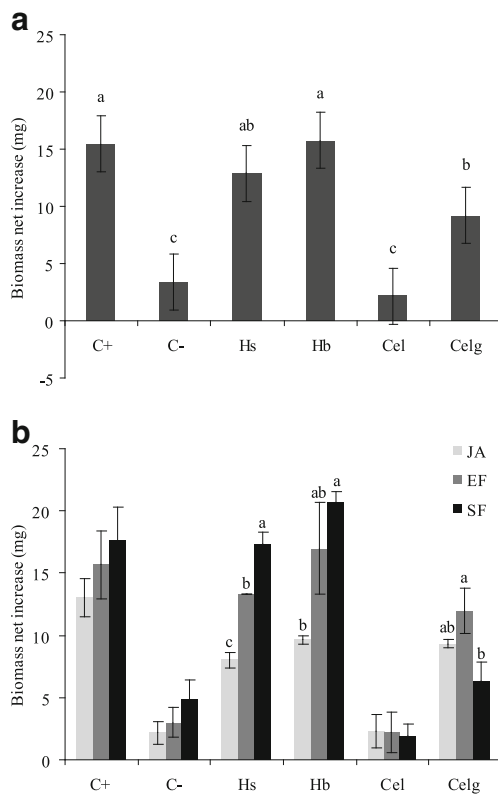 a
Biomass net increase (mg)
25
20
15
10
5
0
-5
a
c
ab
a
c
b
C+ C- Hs Hb Cel Celg
b
Biomass net increase (mg)
25
20
15
10
5
0
JA
EF
SF
c b a
b ab a
ab a b
C+ C- Hs Hb Cel Celg